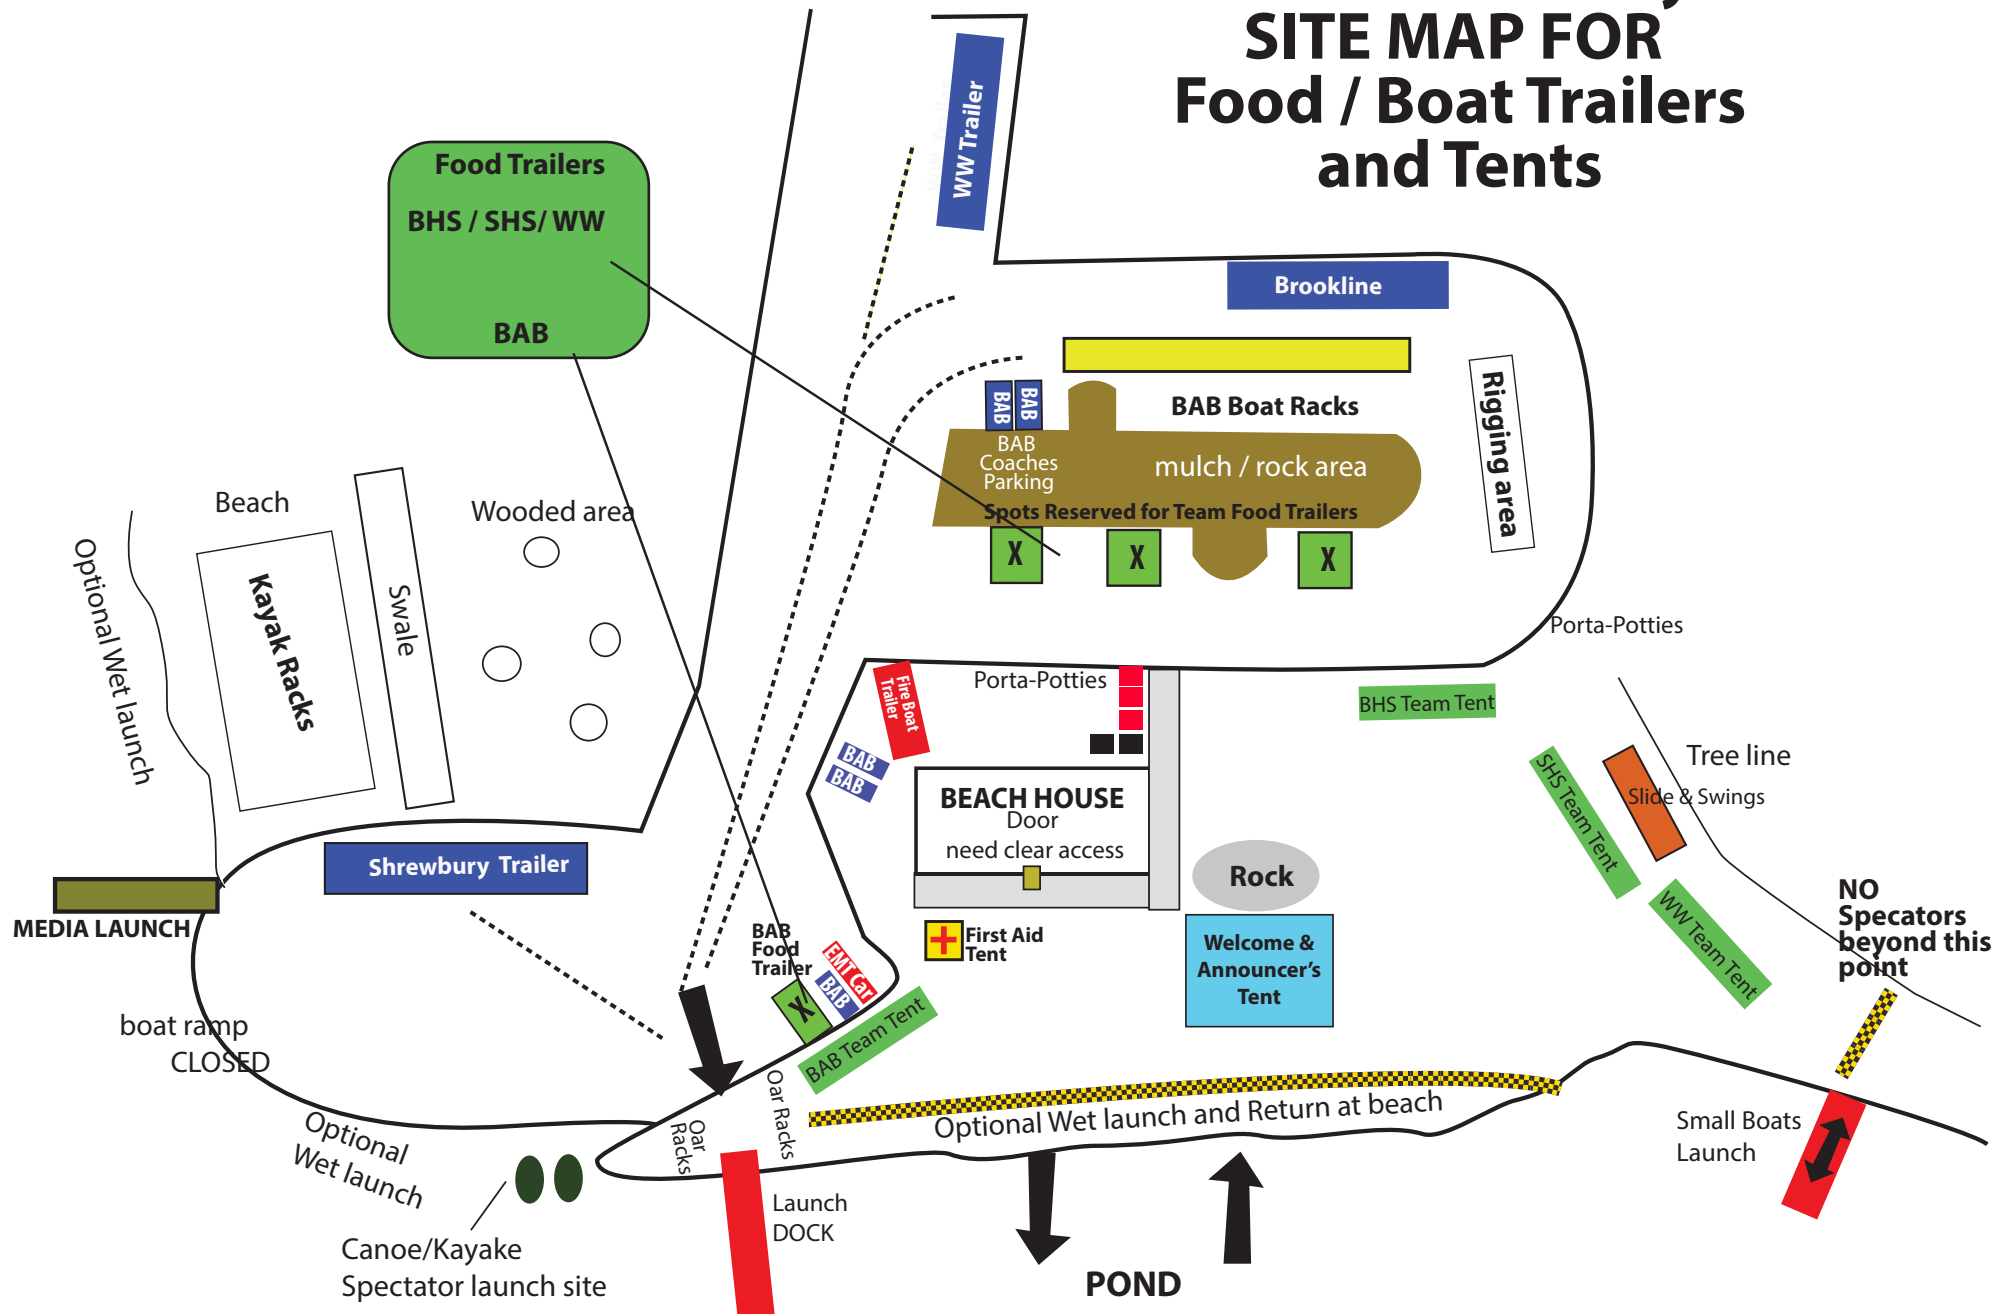 SITE MAP FOR
Food / Boat Trailers
and Tents
WW Trailer
Food Trailers
BHS / SHS/ WW
BAB
Brookline
BAB Boat Racks
BAB
BAB
BAB
Coaches
Parking
mulch / rock area
Spots Reserved for Team Food Trailers
X
X
X
Rigging area
Beach
Wooded area
Optional Wet launch
Kayak Racks
Swale
Porta-Potties
Porta-Potties
Fire Boat
Trailer
BAB
BAB
BHS Team Tent
SHS Team Tent
Tree line
Slide & Swings
WW Team Tent
BEACH HOUSE
Door
need clear access
Rock
Shrewbury Trailer
MEDIA LAUNCH
NO
Specators
beyond this
point
First Aid
Tent
Welcome &
Announcer's
Tent
BAB
Food
Trailer
EMT Car
BAB
X
BAB Team Tent
boat ramp
CLOSED
Oar Racks
Oar
Racks
Optional Wet launch and Return at beach
Optional
Wet launch
Small Boats
Launch
Launch
DOCK
Canoe/Kayake
Spectator launch site
POND